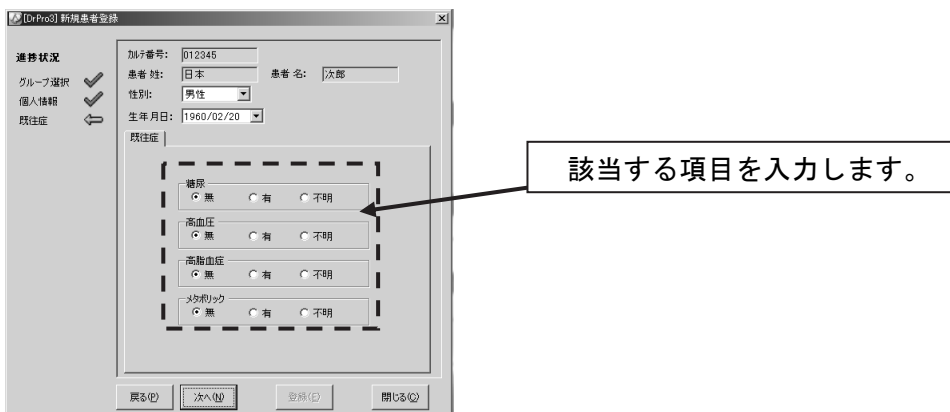 [DrPro3] 新規患者登録
進捗状況
グループ選択
個人情報
既往症
ｶﾙﾃ番号: 012345
患者 姓: 日本 患者 名: 次郎
性別: 男性
生年月日: 1960/02/20
既往症
糖尿
無 有 不明
高血圧
無 有 不明
高脂血症
無 有 不明
ﾒﾀﾎﾞﾘｯｸ
無 有 不明
該当する項目を入力します。
戻る(P) 次へ(N) 登録(E) 閉じる(C)